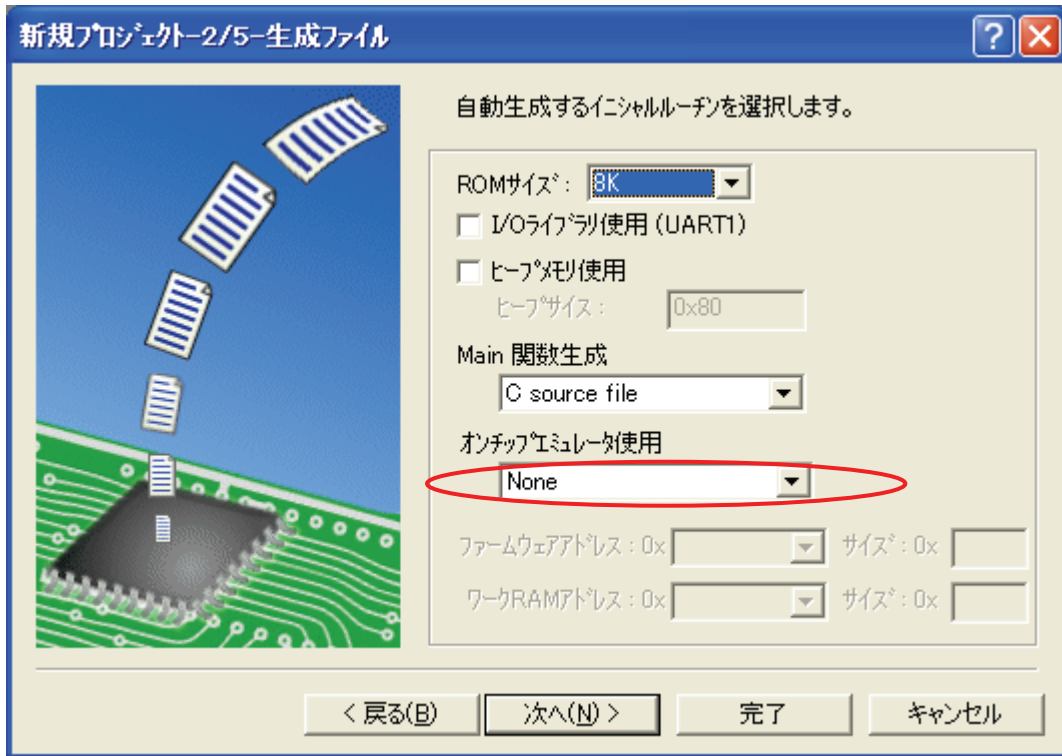 新規ﾌﾟﾛｼﾞｪｸﾄ-2/5-生成ﾌｧｲﾙ
自動生成するｲﾆｼｬﾙﾙｰﾁﾝを選択します。
ROMｻｲｽﾞ: 8K
I/Oﾗｲﾌﾞﾗﾘ使用 (UART1)
ﾋｰﾌﾟﾒﾓﾘ使用
ﾋｰﾌﾟｻｲｽﾞ : 0x80
Main 関数生成
C source file
ｵﾝﾁｯﾌﾟｴﾐｭﾚｰﾀ使用
None
ﾌｧｰﾑｳｪｱｱﾄﾞﾚｽ : 0x ｻｲｽﾞ : 0x
ﾜｰｸRAMｱﾄﾞﾚｽ : 0x ｻｲｽﾞ : 0x
< 戻る(B) 次へ(N) > 完了 キャンセル